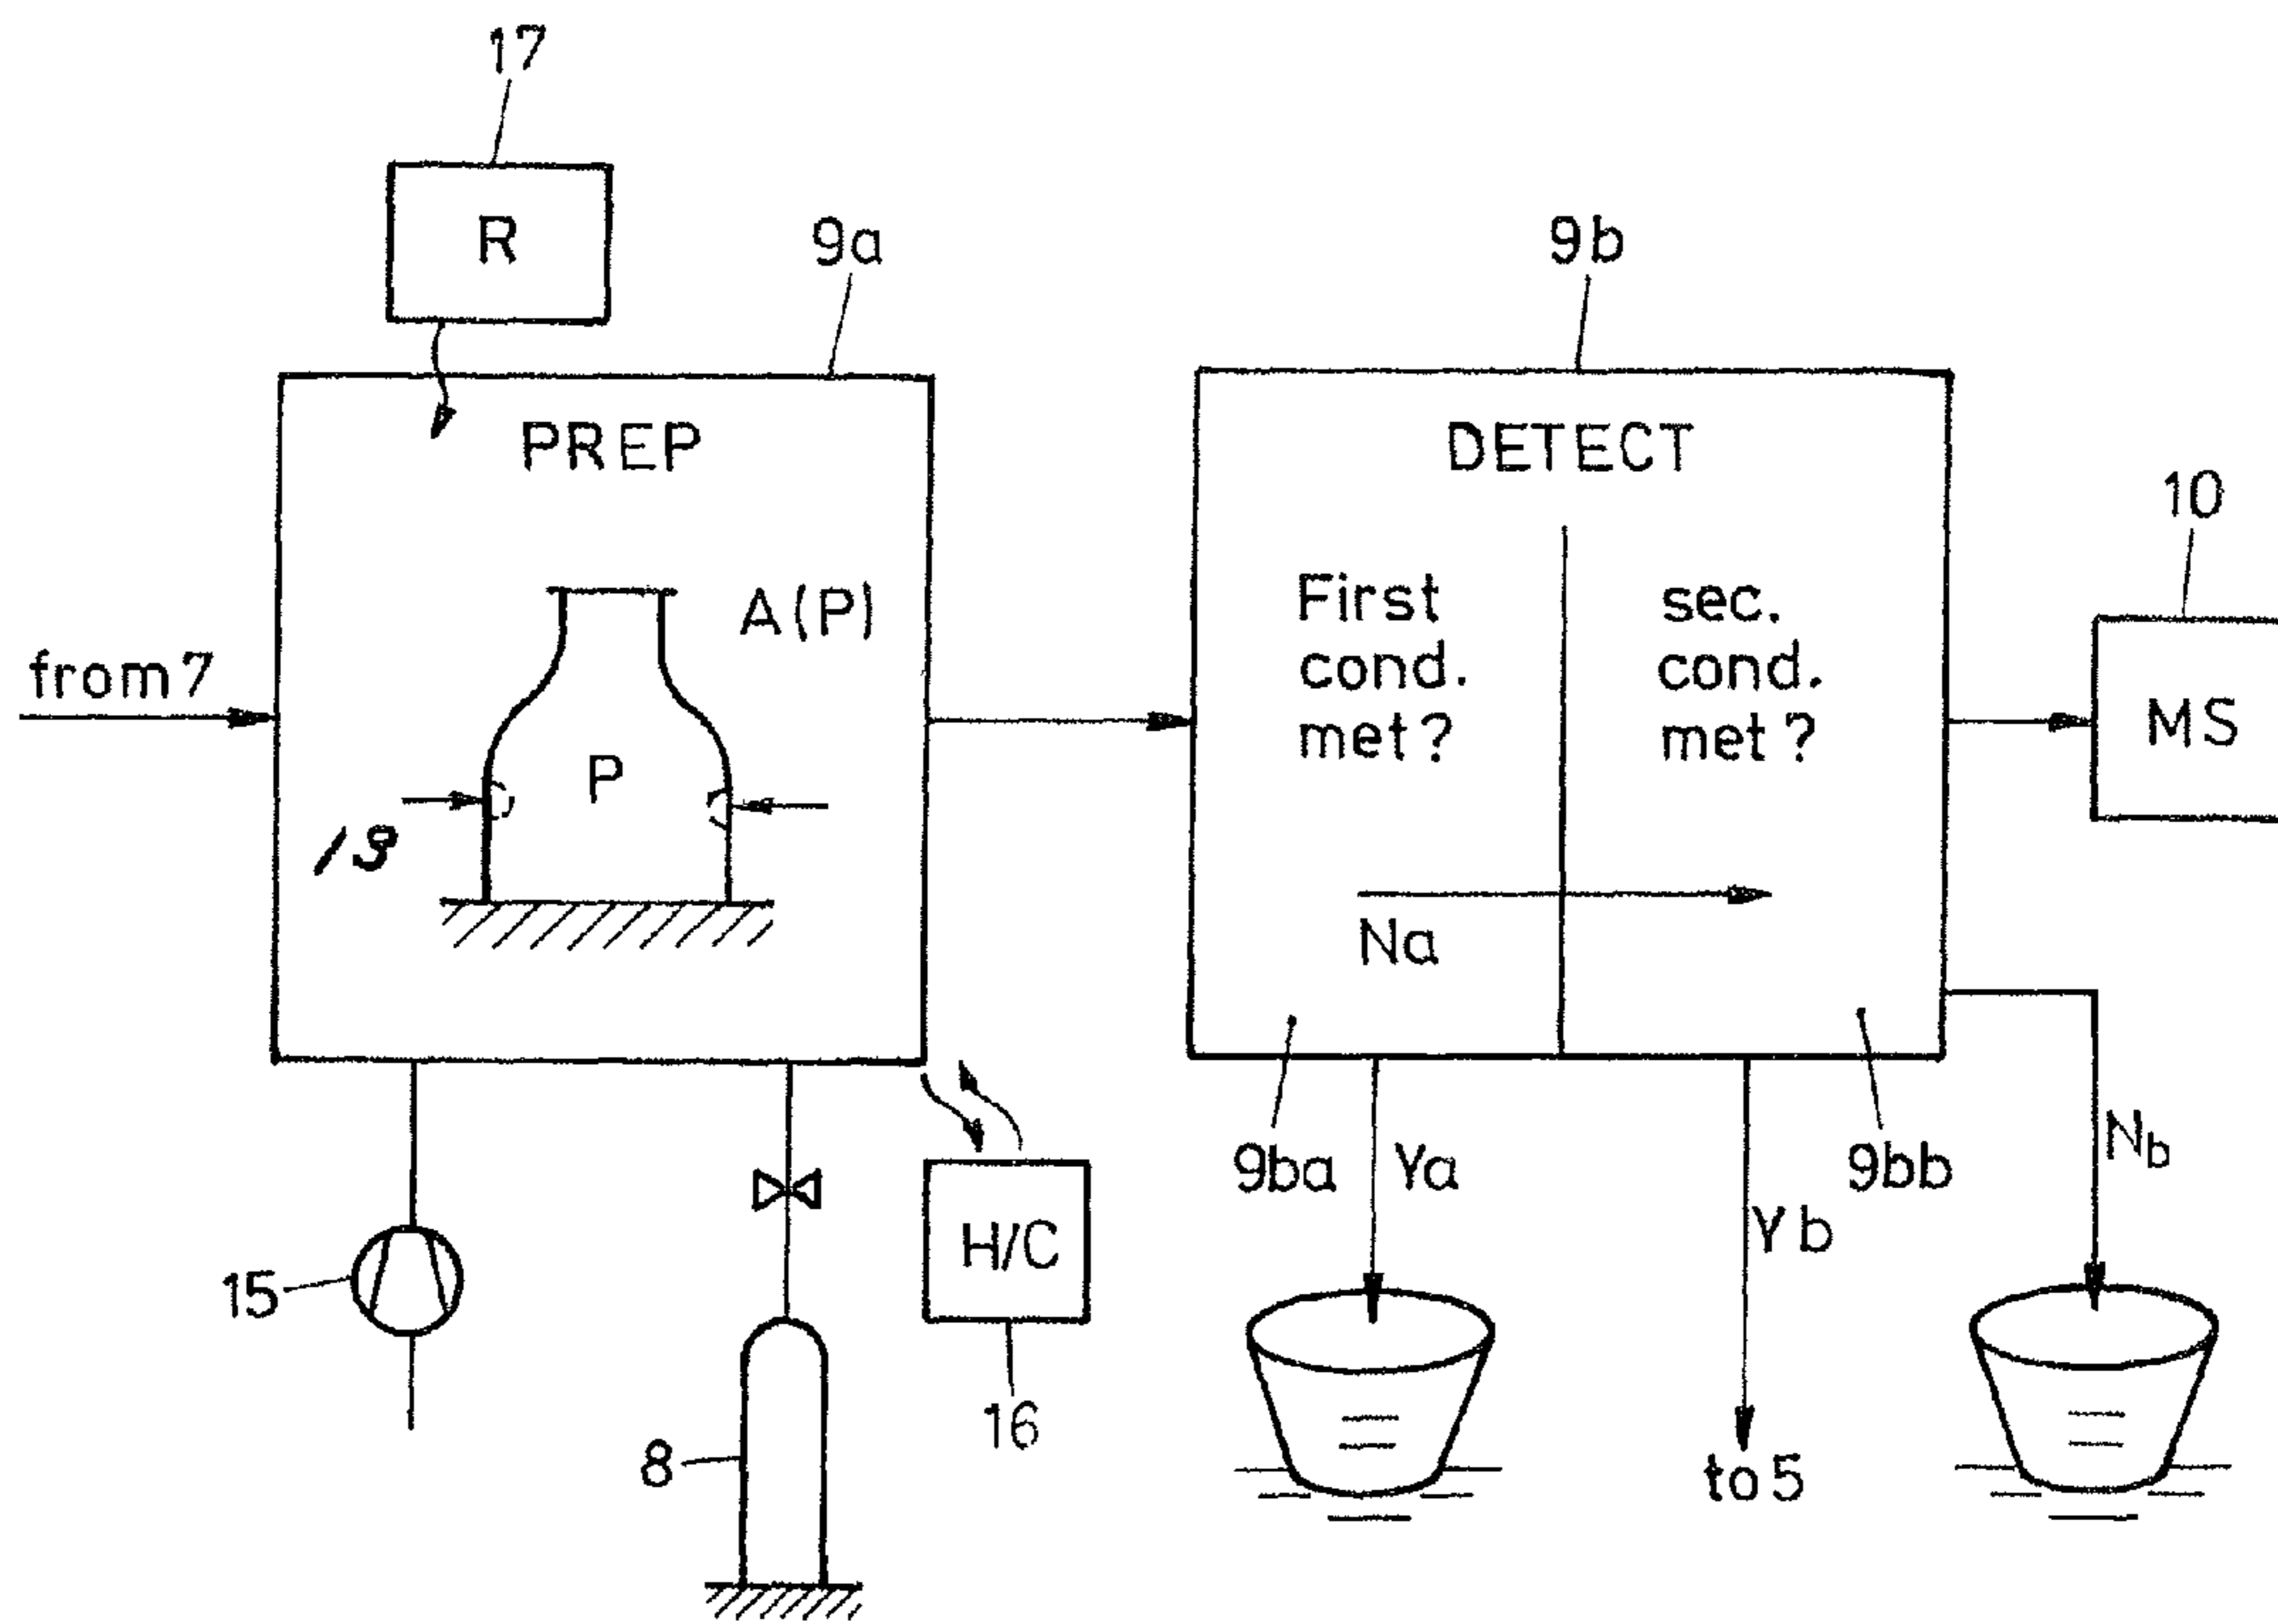 17
R
9a
9b
PREP
DETECT
10
A(P)
First
cond.
met?
sec.
cond.
met?
from 7
MS
P
Na
9ba
Ya
9bb
Nb
Yb
H/C
15
16
8
to 5